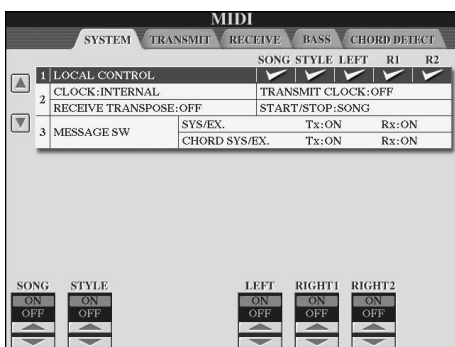 MIDI
SYSTEM TRANSMIT RECEIVE BASS CHORD DETECT
SONG STYLE LEFT R1 R2
1 LOCAL CONTROL
2 CLOCK:INTERNAL TRANSMIT CLOCK:OFF
RECEIVE TRANSPOSE:OFF START/STOP:SONG
3 MESSAGE SW SYS/EX. Tx:ON Rx:ON
CHORD SYS/EX. Tx:ON Rx:ON
SONG STYLE LEFT RIGHT1 RIGHT2
ON ON ON ON ON
OFF OFF OFF OFF OFF